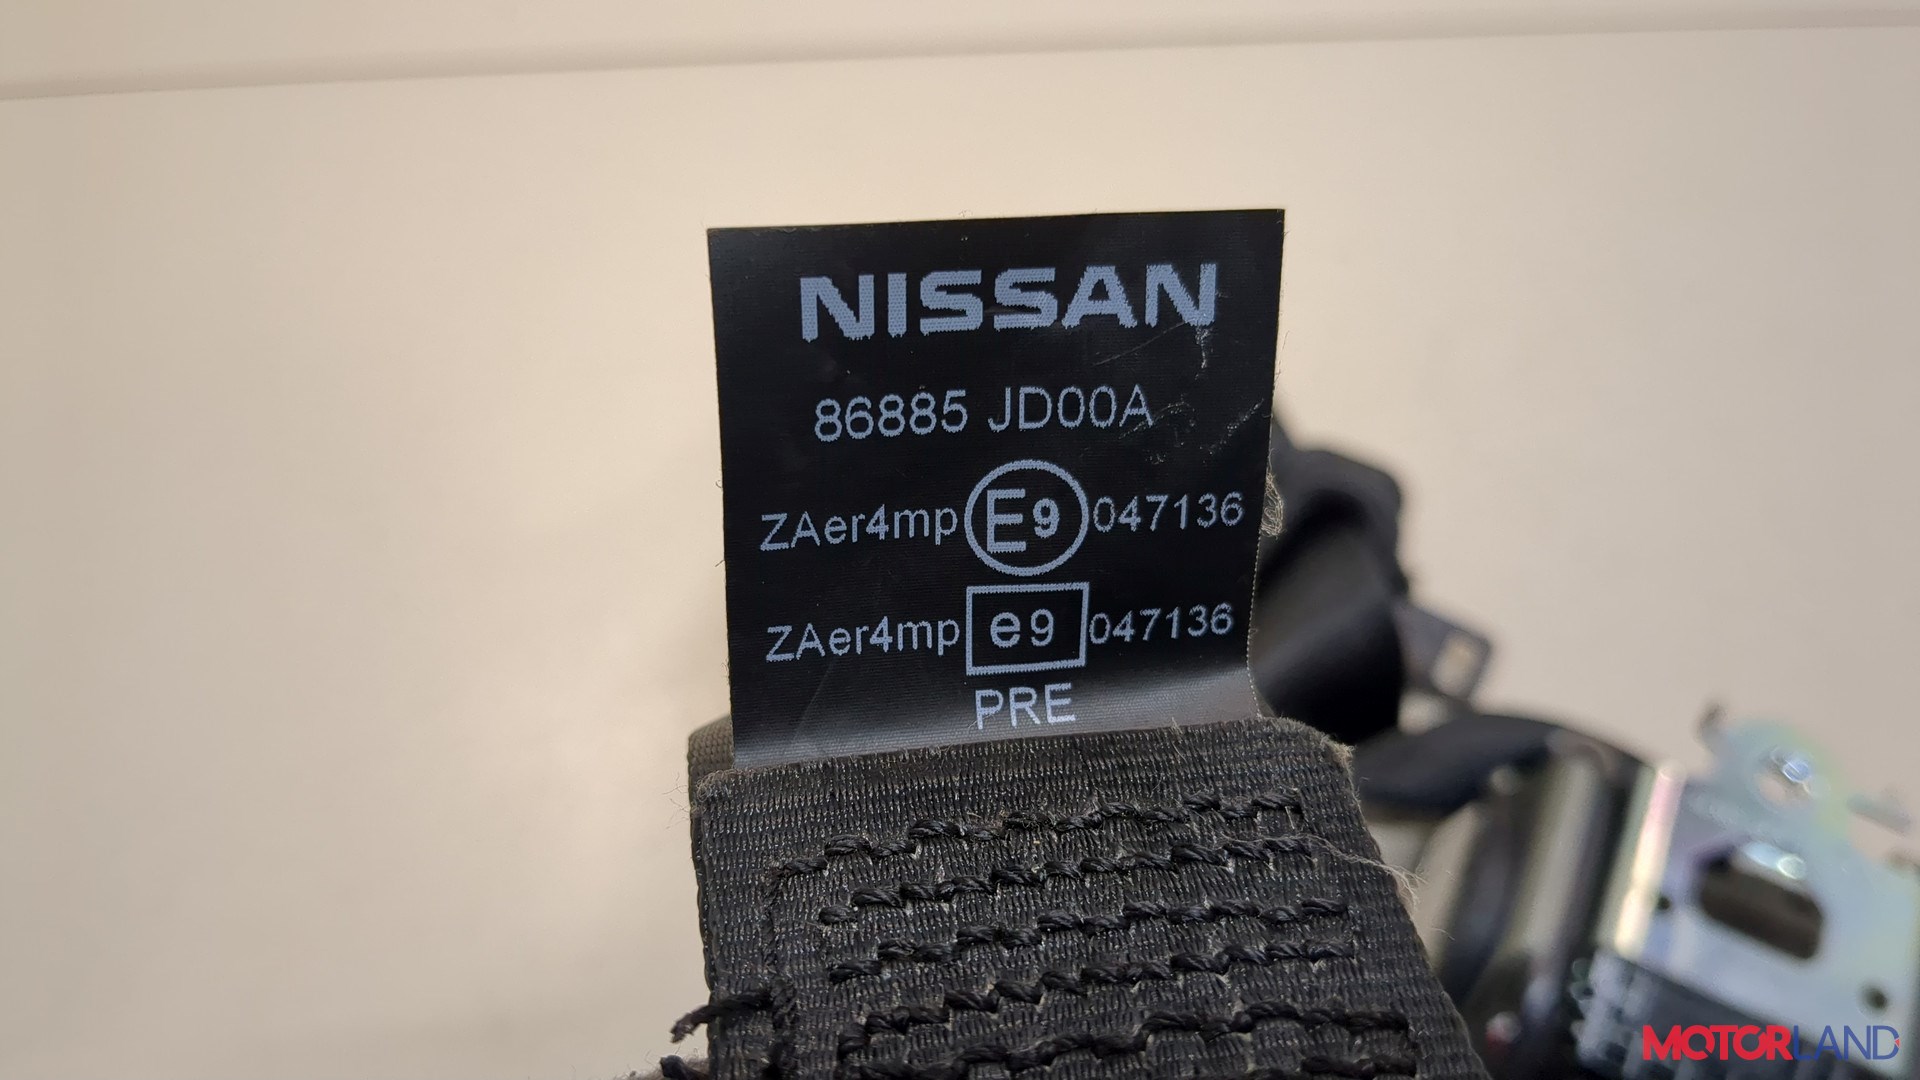 NISSAN
86885 JD00A
ZAer4mp E9 047136
ZAer4mp e9 047136
PRE
MOTORLAND